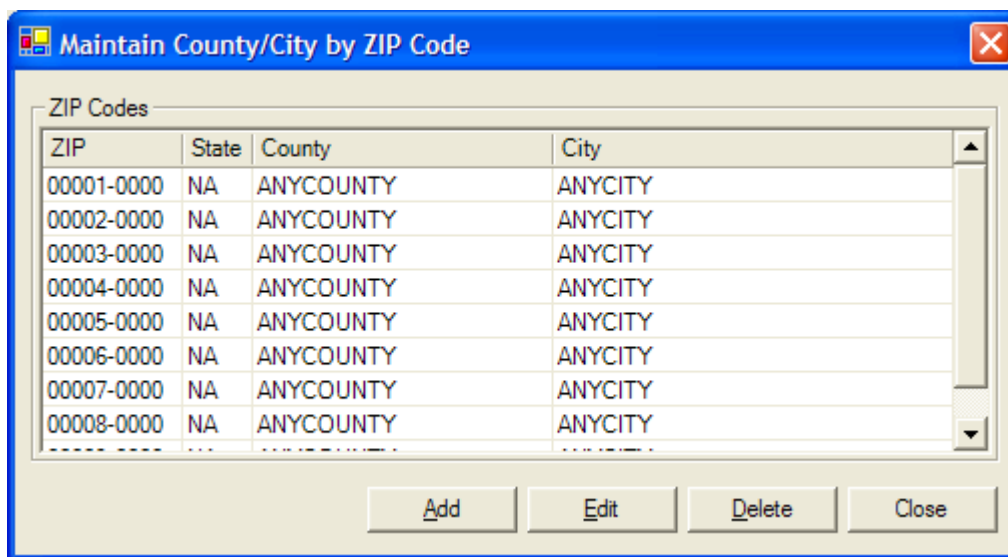 Maintain County/City by ZIP Code
ZIP Codes
ZIP State County City
00001-0000 NA ANYCOUNTY ANYCITY
00002-0000 NA ANYCOUNTY ANYCITY
00003-0000 NA ANYCOUNTY ANYCITY
00004-0000 NA ANYCOUNTY ANYCITY
00005-0000 NA ANYCOUNTY ANYCITY
00006-0000 NA ANYCOUNTY ANYCITY
00007-0000 NA ANYCOUNTY ANYCITY
00008-0000 NA ANYCOUNTY ANYCITY
Add Edit Delete Close